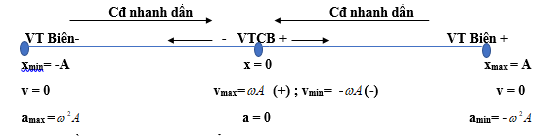 Cđ nhanh dần Cđ nhanh dần
VT Biên- - VTCB + VT Biên +
xmin= -A x = 0 xmax = A
v = 0 vmax=ωA (+) ; vmin= -ωA(-) v = 0
amax =ω²A a = 0 amin= -ω²A